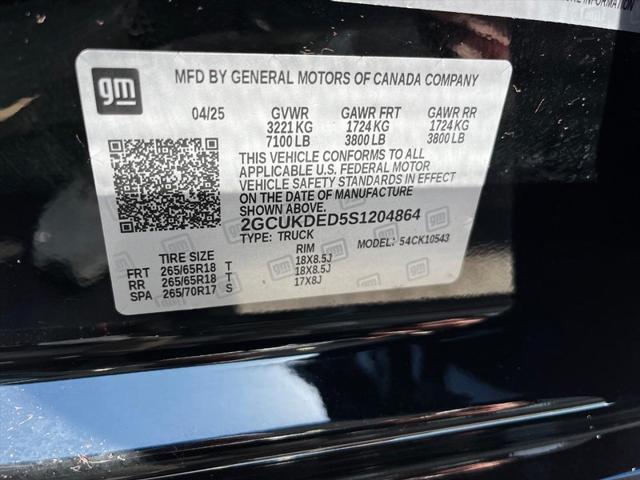 INFORMATION
gm
MFD BY GENERAL MOTORS OF CANADA COMPANY
04/25 GVWR GAWR FRT GAWR RR
3221 KG 1724 KG 1724 KG
7100 LB 3800 LB 3800 LB
THIS VEHICLE CONFORMS TO ALL
APPLICABLE U.S. FEDERAL MOTOR
VEHICLE SAFETY STANDARDS IN EFFECT
ON THE DATE OF MANUFACTURE
SHOWN ABOVE.
2GCUKDED5S1204864
TYPE: TRUCK MODEL: 54CK10543
TIRE SIZE RIM
FRT 265/65R18 T 18X8.5J
RR 265/65R18 T 18X8.5J
SPA 265/70R17 S 17X8J